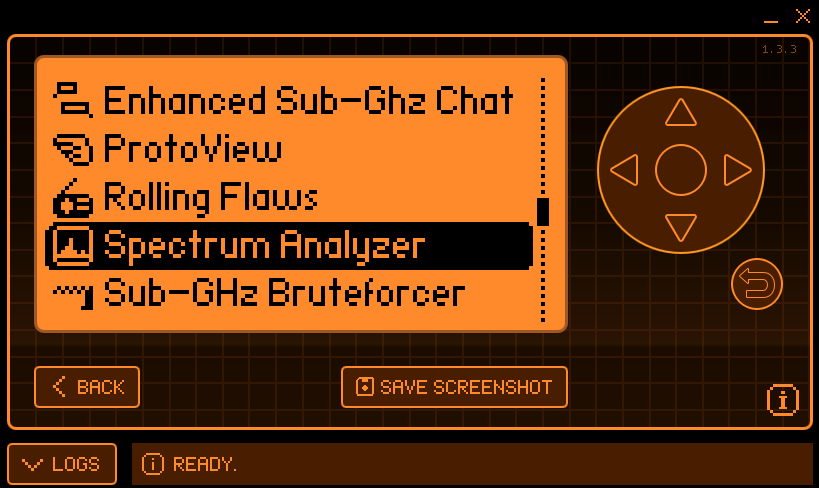 1.3.3
Enhanced Sub-Ghz Chat
ProtoView
Rolling Flaws
Spectrum Analyzer
Sub-GHz Bruteforcer
BACK
SAVE SCREENSHOT
LOGS
READY.